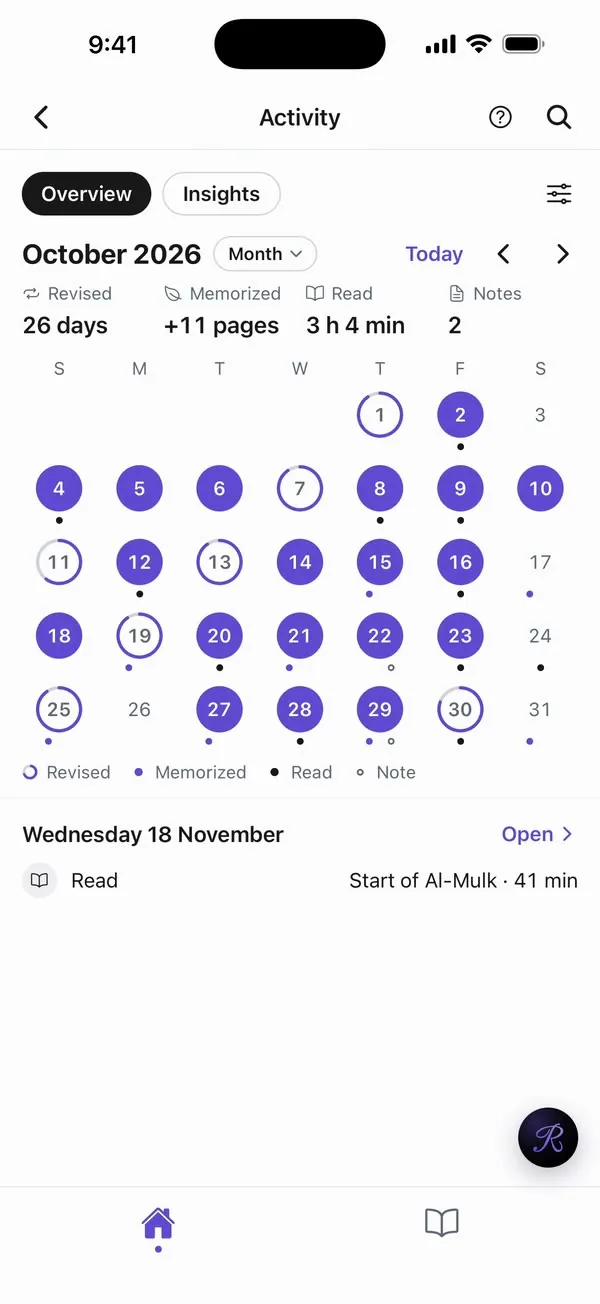 9:41
Activity
Overview Insights
October 2026 Month Today
Revised Memorized Read Notes
26 days +11 pages 3 h 4 min 2
S M T W T F S
1 2 3
4 5 6 7 8 9 10
11 12 13 14 15 16 17
18 19 20 21 22 23 24
25 26 27 28 29 30 31
Revised Memorized Read Note
Wednesday 18 November Open
Read Start of Al-Mulk · 41 min
R